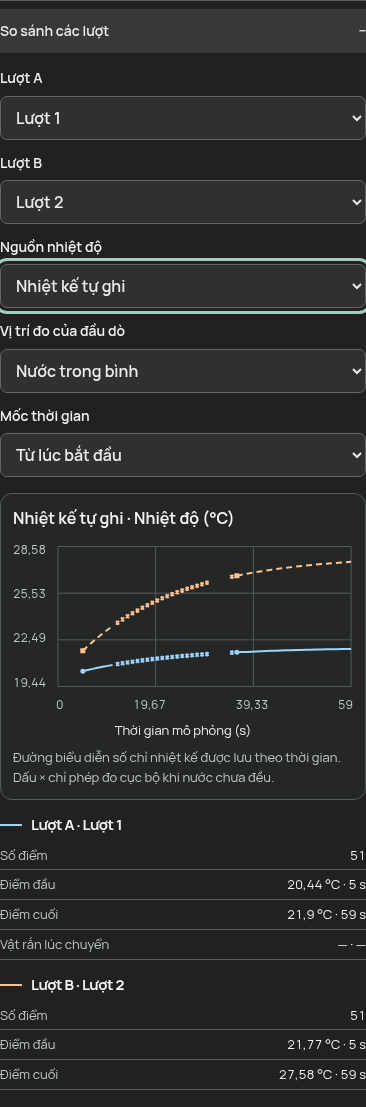 So sánh các lượt –
Lượt A
Lượt 1
Lượt B
Lượt 2
Nguồn nhiệt độ
Nhiệt kế tự ghi
Vị trí đo của đầu dò
Nước trong bình
Mốc thời gian
Từ lúc bắt đầu
Nhiệt kế tự ghi · Nhiệt độ (°C)
28,58
25,53
22,49
19,44
0 19,67 39,33 59
Thời gian mô phỏng (s)
Đường biểu diễn số chỉ nhiệt kế được lưu theo thời gian.
Dấu × chỉ phép đo cục bộ khi nước chưa đều.
Lượt A · Lượt 1
Số điểm 51
Điểm đầu 20,44 °C · 5 s
Điểm cuối 21,9 °C · 59 s
Vật rắn lúc chuyển — · —
Lượt B · Lượt 2
Số điểm 51
Điểm đầu 21,77 °C · 5 s
Điểm cuối 27,58 °C · 59 s